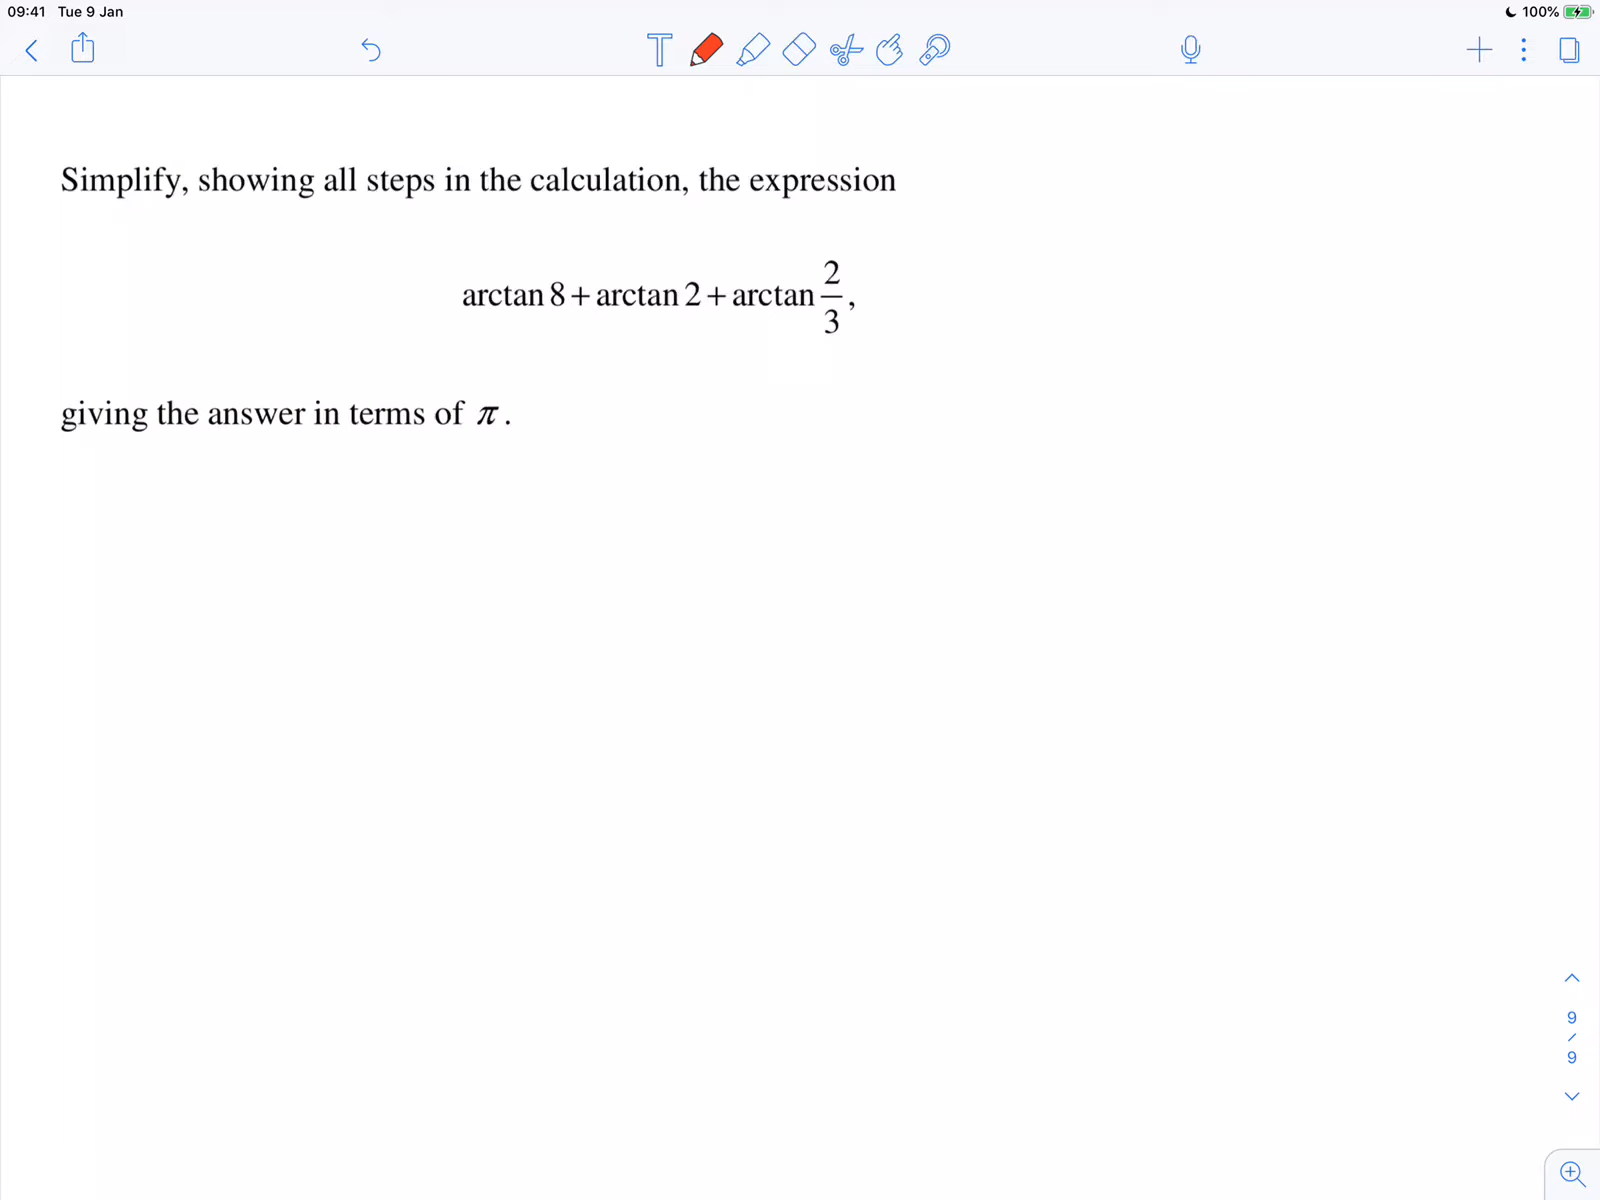 09:41 Tue 9 Jan
100%
T
Simplify, showing all steps in the calculation, the expression
arctan 8 + arctan 2 + arctan 2/3,
giving the answer in terms of π.
9
/
9